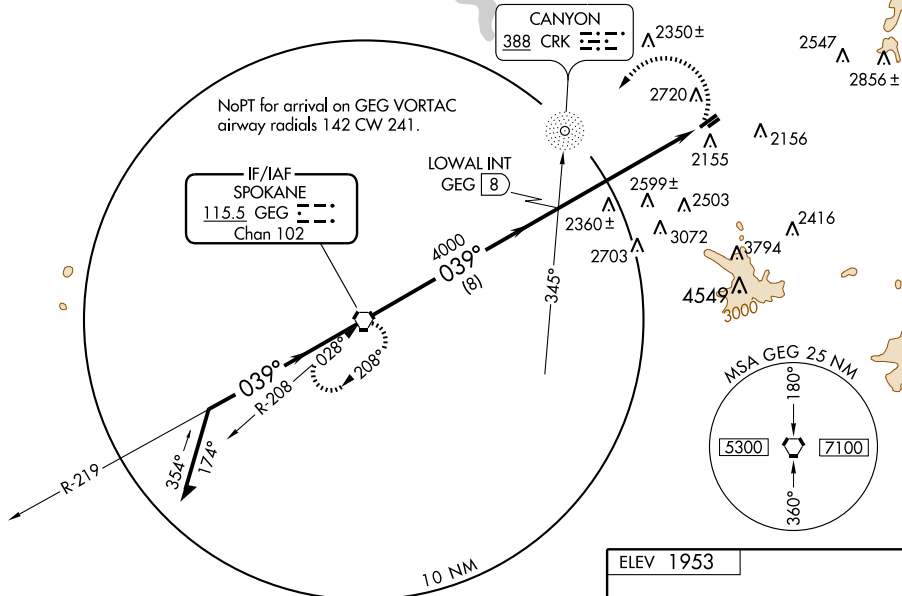 CANYON
388 CRK
2350±
2547
2856±
2720
NoPT for arrival on GEG VORTAC
airway radials 142 CW 241.
2156
2155
LOWAL INT
GEG 8
IF/IAF
SPOKANE
115.5 GEG
Chan 102
2599±
2503
2360±
2416
3072
2703
3794
4000
039°
(8)
345°
4549
3000
028°
208°
039°
R-208
MSA GEG 25 NM
180°
5300
7100
360°
354°
174°
R-219
10 NM
ELEV 1953